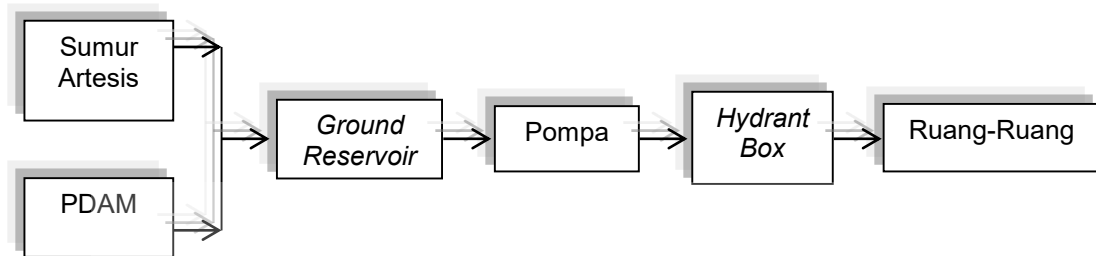 Sumur
Artesis
PDAM
Ground
Reservoir
Pompa
Hydrant
Box
Ruang-Ruang